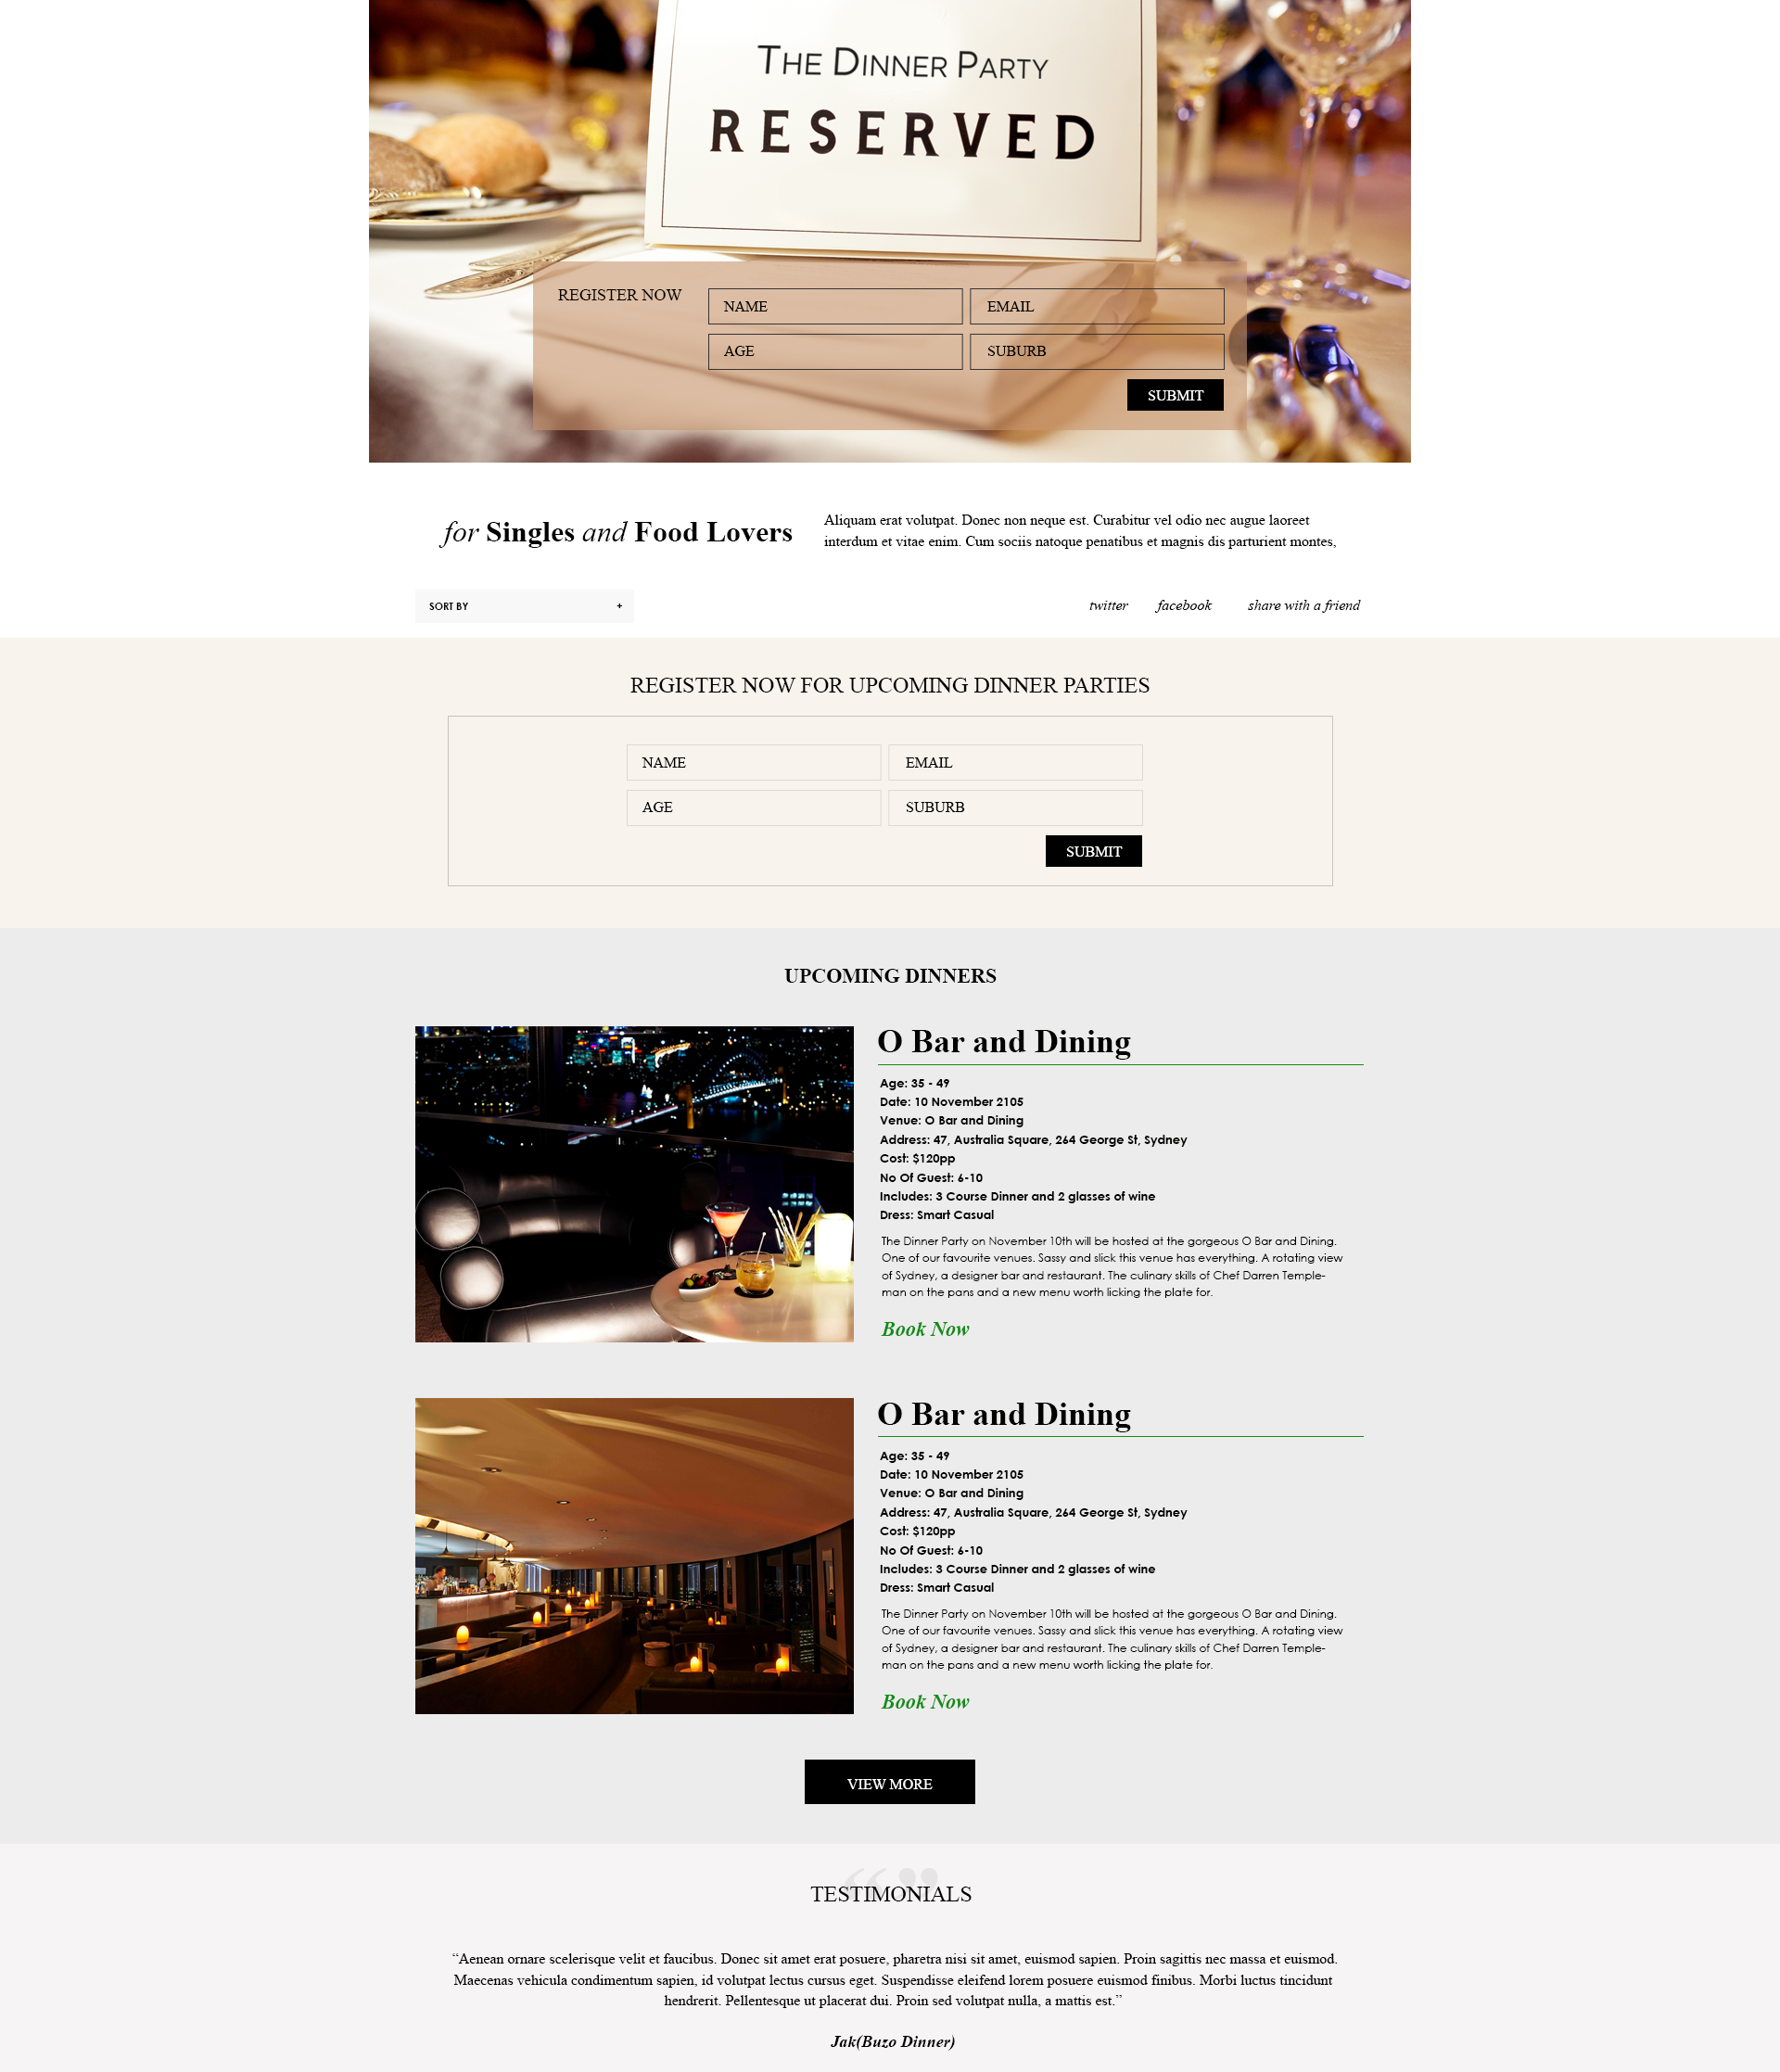 THE DINNER PARTY
RESERVED
REGISTER NOW
NAME
EMAIL
AGE
SUBURB
SUBMIT
for Singles and Food Lovers
Aliquam erat volutpat. Donec non neque est. Curabitur vel odio nec augue laoreet
interdum et vitae enim. Cum sociis natoque penatibus et magnis dis parturient montes,
SORT BY +
twitter facebook share with a friend
REGISTER NOW FOR UPCOMING DINNER PARTIES
NAME
EMAIL
AGE
SUBURB
SUBMIT
UPCOMING DINNERS
O Bar and Dining
Age: 35 - 49
Date: 10 November 2105
Venue: O Bar and Dining
Address: 47, Australia Square, 264 George St, Sydney
Cost: $120pp
No Of Guest: 6-10
Includes: 3 Course Dinner and 2 glasses of wine
Dress: Smart Casual
The Dinner Party on November 10th will be hosted at the gorgeous O Bar and Dining.
One of our favourite venues. Sassy and slick this venue has everything. A rotating view
of Sydney, a designer bar and restaurant. The culinary skills of Chef Darren Temple-
man on the pans and a new menu worth licking the plate for.
Book Now
O Bar and Dining
Age: 35 - 49
Date: 10 November 2105
Venue: O Bar and Dining
Address: 47, Australia Square, 264 George St, Sydney
Cost: $120pp
No Of Guest: 6-10
Includes: 3 Course Dinner and 2 glasses of wine
Dress: Smart Casual
The Dinner Party on November 10th will be hosted at the gorgeous O Bar and Dining.
One of our favourite venues. Sassy and slick this venue has everything. A rotating view
of Sydney, a designer bar and restaurant. The culinary skills of Chef Darren Temple-
man on the pans and a new menu worth licking the plate for.
Book Now
VIEW MORE
“”
TESTIMONIALS
“Aenean ornare scelerisque velit et faucibus. Donec sit amet erat posuere, pharetra nisi sit amet, euismod sapien. Proin sagittis nec massa et euismod.
Maecenas vehicula condimentum sapien, id volutpat lectus cursus eget. Suspendisse eleifend lorem posuere euismod finibus. Morbi luctus tincidunt
hendrerit. Pellentesque ut placerat dui. Proin sed volutpat nulla, a mattis est.”
Jak(Buzo Dinner)